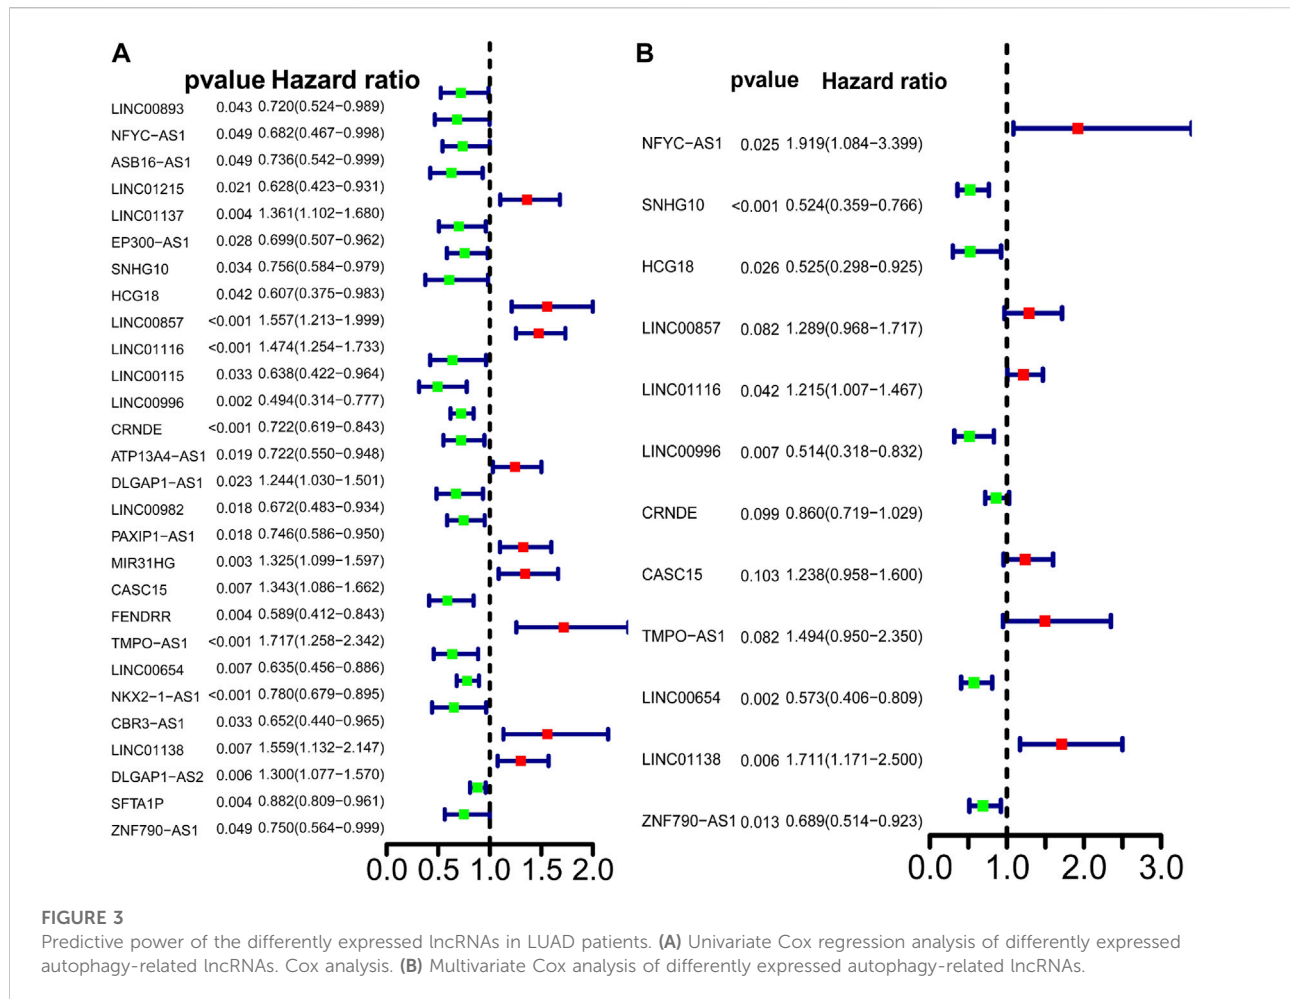 A
pvalue Hazard ratio
LINC00893 0.043 0.720(0.524−0.989)
NFYC−AS1 0.049 0.682(0.467−0.998)
ASB16−AS1 0.049 0.736(0.542−0.999)
LINC01215 0.021 0.628(0.423−0.931)
LINC01137 0.004 1.361(1.102−1.680)
EP300−AS1 0.028 0.699(0.507−0.962)
SNHG10 0.034 0.756(0.584−0.979)
HCG18 0.042 0.607(0.375−0.983)
LINC00857 <0.001 1.557(1.213−1.999)
LINC01116 <0.001 1.474(1.254−1.733)
LINC00115 0.033 0.638(0.422−0.964)
LINC00996 0.002 0.494(0.314−0.777)
CRNDE <0.001 0.722(0.619−0.843)
ATP13A4−AS1 0.019 0.722(0.550−0.948)
DLGAP1−AS1 0.023 1.244(1.030−1.501)
LINC00982 0.018 0.672(0.483−0.934)
PAXIP1−AS1 0.018 0.746(0.586−0.950)
MIR31HG 0.003 1.325(1.099−1.597)
CASC15 0.007 1.343(1.086−1.662)
FENDRR 0.004 0.589(0.412−0.843)
TMPO−AS1 <0.001 1.717(1.258−2.342)
LINC00654 0.007 0.635(0.456−0.886)
NKX2−1−AS1 <0.001 0.780(0.679−0.895)
CBR3−AS1 0.033 0.652(0.440−0.965)
LINC01138 0.007 1.559(1.132−2.147)
DLGAP1−AS2 0.006 1.300(1.077−1.570)
SFTA1P 0.004 0.882(0.809−0.961)
ZNF790−AS1 0.049 0.750(0.564−0.999)
0.0 0.5 1.0 1.5 2.0
B
pvalue Hazard ratio
NFYC−AS1 0.025 1.919(1.084−3.399)
SNHG10 <0.001 0.524(0.359−0.766)
HCG18 0.026 0.525(0.298−0.925)
LINC00857 0.082 1.289(0.968−1.717)
LINC01116 0.042 1.215(1.007−1.467)
LINC00996 0.007 0.514(0.318−0.832)
CRNDE 0.099 0.860(0.719−1.029)
CASC15 0.103 1.238(0.958−1.600)
TMPO−AS1 0.082 1.494(0.950−2.350)
LINC00654 0.002 0.573(0.406−0.809)
LINC01138 0.006 1.711(1.171−2.500)
ZNF790−AS1 0.013 0.689(0.514−0.923)
0.0 1.0 2.0 3.0
FIGURE 3
Predictive power of the differently expressed lncRNAs in LUAD patients. (A) Univariate Cox regression analysis of differently expressed
autophagy-related lncRNAs. Cox analysis. (B) Multivariate Cox analysis of differently expressed autophagy-related lncRNAs.